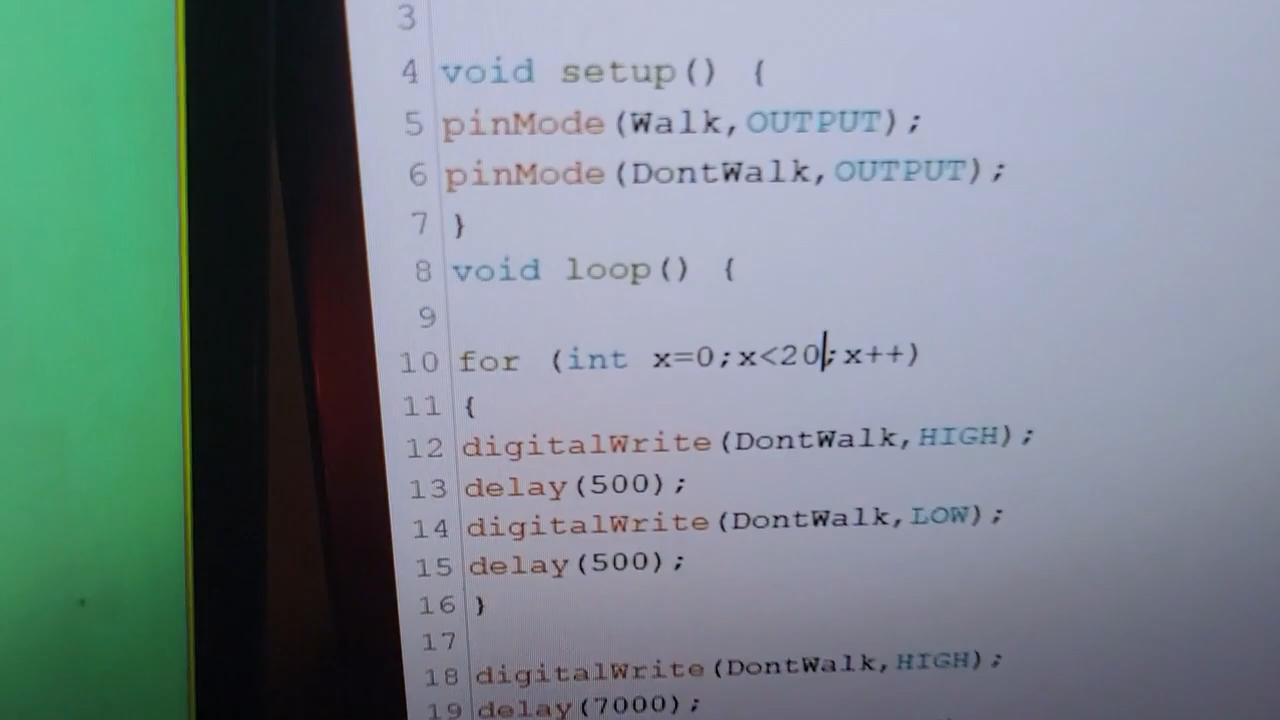 3
4 void setup() {
5 pinMode(Walk,OUTPUT);
6 pinMode(DontWalk,OUTPUT);
7 }
8 void loop() {
9
10 for (int x=0;x<20;x++)
11 {
12 digitalWrite(DontWalk,HIGH);
13 delay(500);
14 digitalWrite(DontWalk,LOW);
15 delay(500);
16 }
17
18 digitalWrite(DontWalk,HIGH);
19 delay(7000);